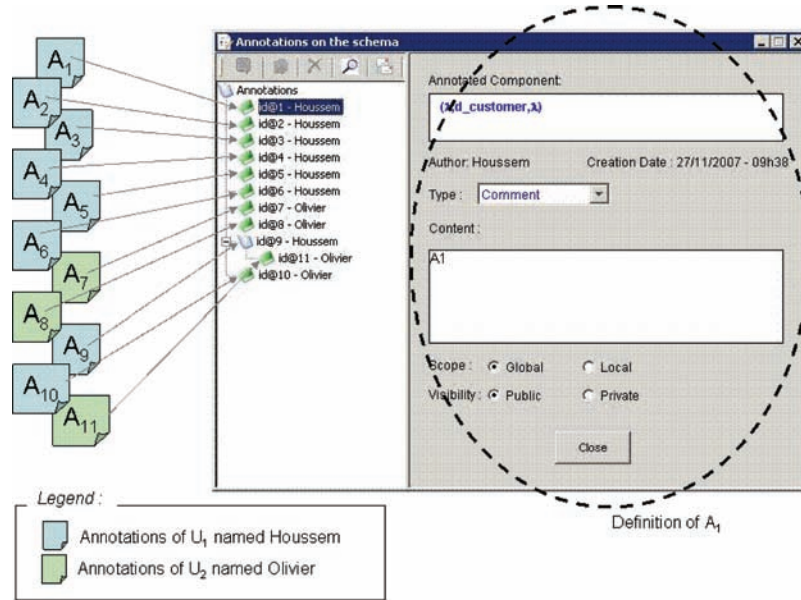 Annotations on the schema
A1
A2
A3
A4
A5
A6
A7
A8
A9
A10
A11
Annotations
id@1 - Houssem
id@2 - Houssem
id@3 - Houssem
id@4 - Houssem
id@5 - Houssem
id@6 - Houssem
id@7 - Olivier
id@8 - Olivier
id@9 - Houssem
id@11 - Olivier
id@10 - Olivier
Annotated Component:
d_customer,λ)
Author: Houssem Creation Date : 27/11/2007 - 09h38
Type : Comment
Content :
A1
Scope : Global Local
Visibility : Public Private
Close
Definition of A1
Legend :
Annotations of U1 named Houssem
Annotations of U2 named Olivier